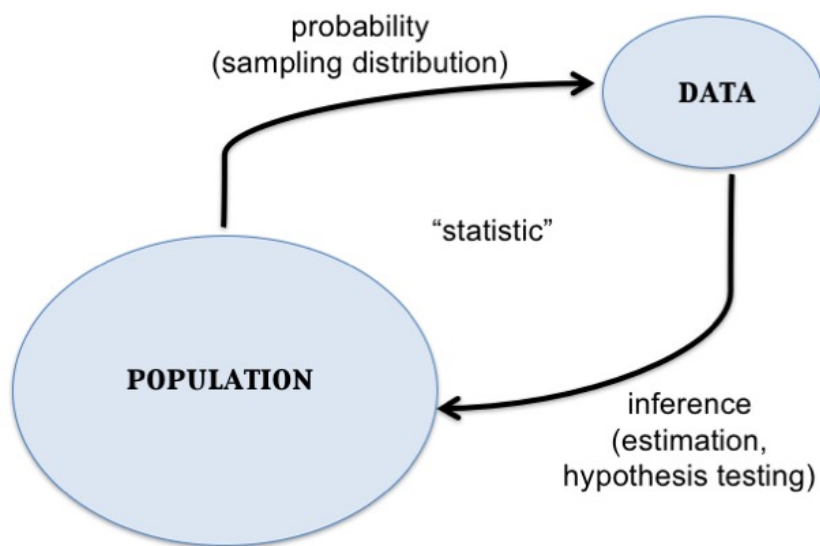 probability
(sampling distribution)
DATA
“statistic”
POPULATION
inference
(estimation,
hypothesis testing)